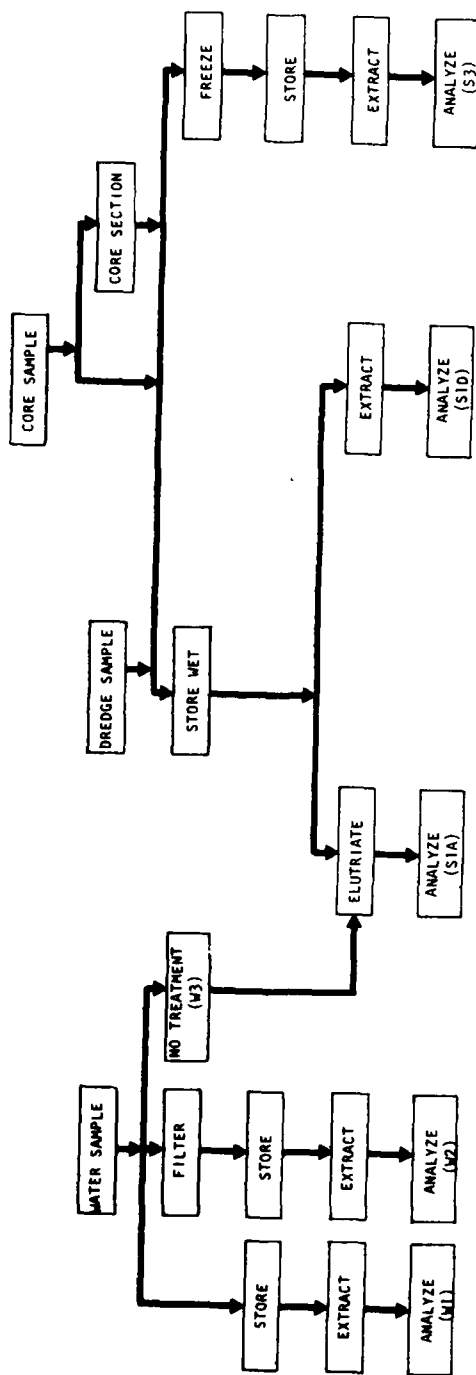 WATER SAMPLE
DREDGE SAMPLE
CORE SAMPLE
CORE SECTION
FILTER
NO TREATMENT
(W3)
STORE WET
FREEZE
STORE
STORE
STORE
EXTRACT
EXTRACT
ELUTRIATE
EXTRACT
EXTRACT
ANALYZE
(W1)
ANALYZE
(W2)
ANALYZE
(S1A)
ANALYZE
(S1D)
ANALYZE
(S3)